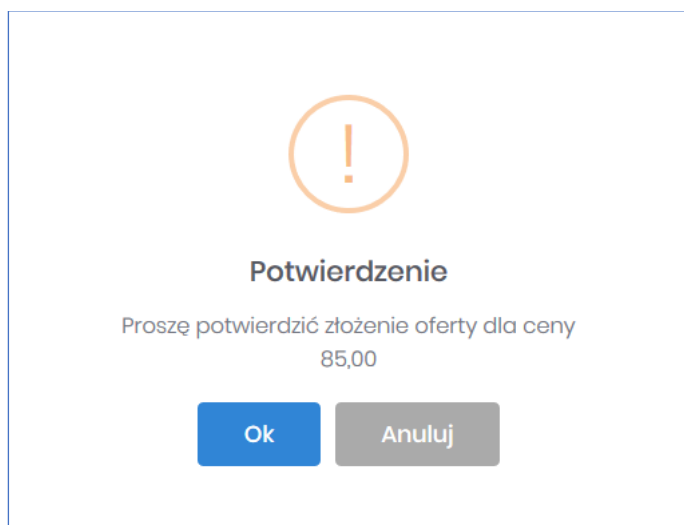 !
Potwierdzenie
Proszę potwierdzić złożenie oferty dla ceny
85,00
Ok
Anuluj